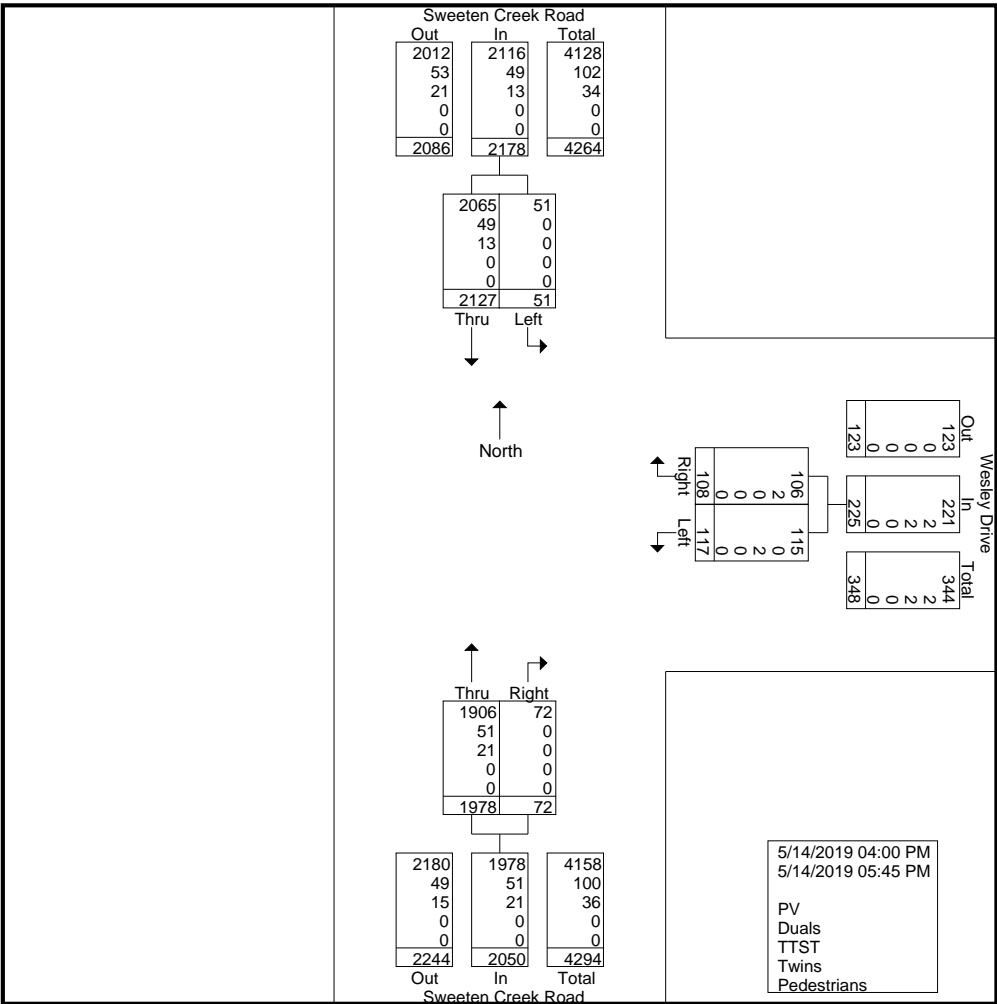 Sweeten Creek Road
Out In Total
2012 2116 4128
53 49 102
21 13 34
0 0 0
0 0 0
2086 2178 4264
2065 51
49 0
13 0
0 0
0 0
2127 51
Thru Left
North
Wesley Drive
Out
123
0
0
0
0
123
In
221
2
2
0
0
225
Total
344
2
2
0
0
348
Right
106
2
0
0
0
108
Left
115
0
2
0
0
117
Thru Right
1906 72
51 0
21 0
0 0
0 0
1978 72
2180 1978 4158
49 51 100
15 21 36
0 0 0
0 0 0
2244 2050 4294
Out In Total
Sweeten Creek Road
5/14/2019 04:00 PM
5/14/2019 05:45 PM
PV
Duals
TTST
Twins
Pedestrians